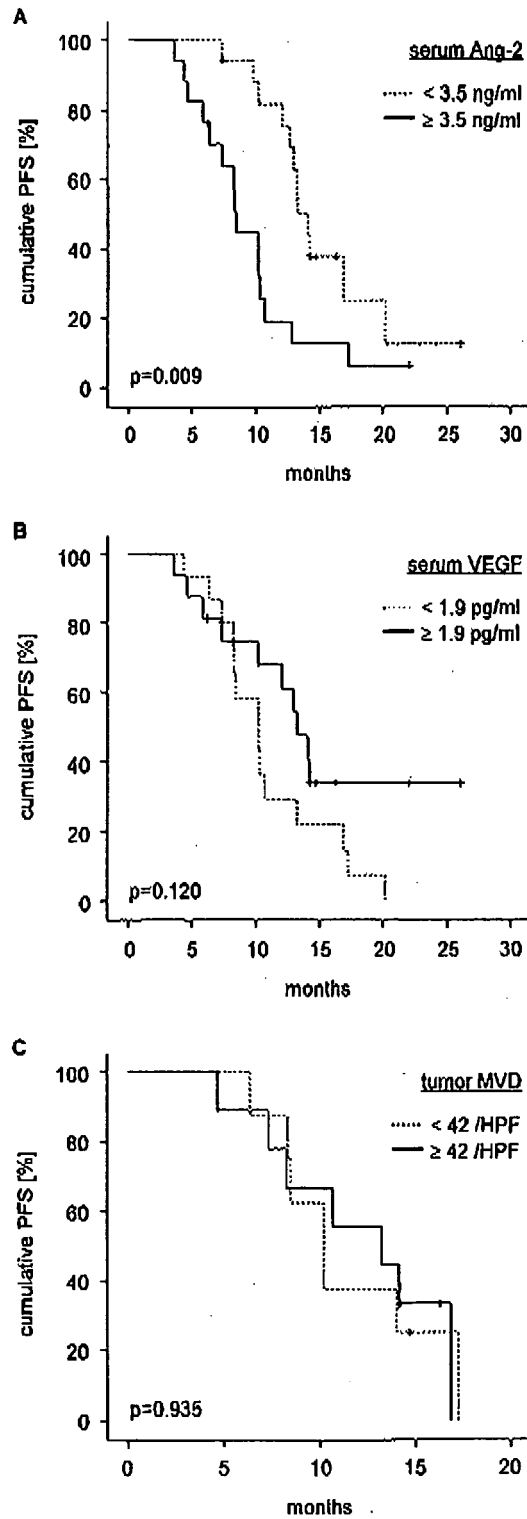 A
100
80
60
40
20
0
cumulative PFS [%]
serum Ang-2
< 3.5 ng/ml
≥ 3.5 ng/ml
p=0.009
0 5 10 15 20 25 30
months
B
100
80
60
40
20
0
cumulative PFS [%]
serum VEGF
< 1.9 pg/ml
≥ 1.9 pg/ml
p=0.120
0 5 10 15 20 25 30
months
C
100
80
60
40
20
0
cumulative PFS [%]
tumor MVD
< 42 /HPF
≥ 42 /HPF
p=0.935
0 5 10 15 20
months